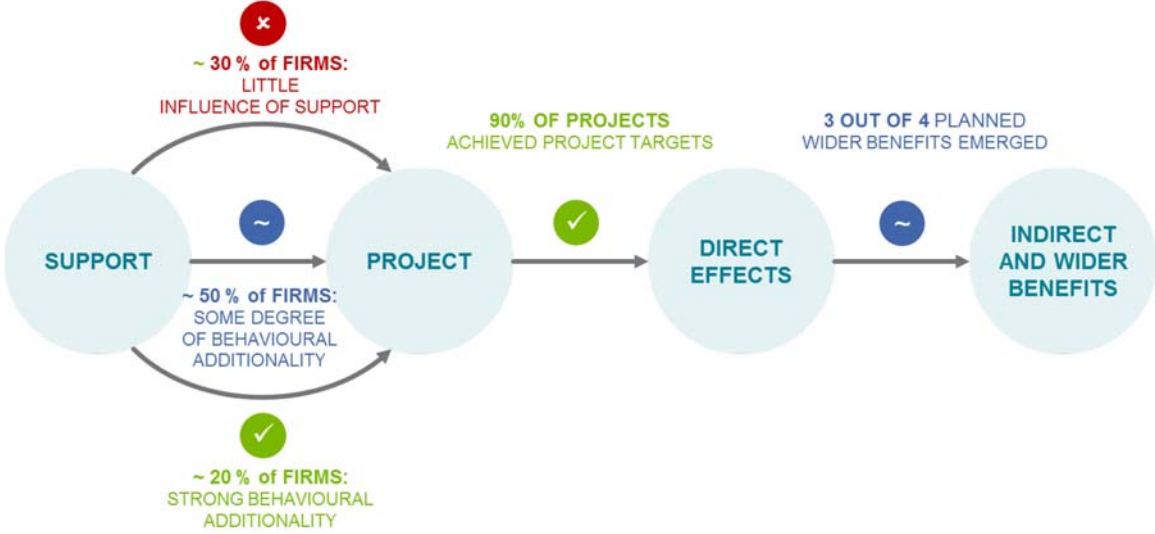 ~ 30 % of FIRMS:
LITTLE
INFLUENCE OF SUPPORT
90% OF PROJECTS
ACHIEVED PROJECT TARGETS
3 OUT OF 4 PLANNED
WIDER BENEFITS EMERGED
~
~
SUPPORT
PROJECT
DIRECT
EFFECTS
INDIRECT
AND WIDER
BENEFITS
~ 50 % of FIRMS:
SOME DEGREE
OF BEHAVIOURAL
ADDITIONALITY
~ 20 % of FIRMS:
STRONG BEHAVIOURAL
ADDITIONALITY